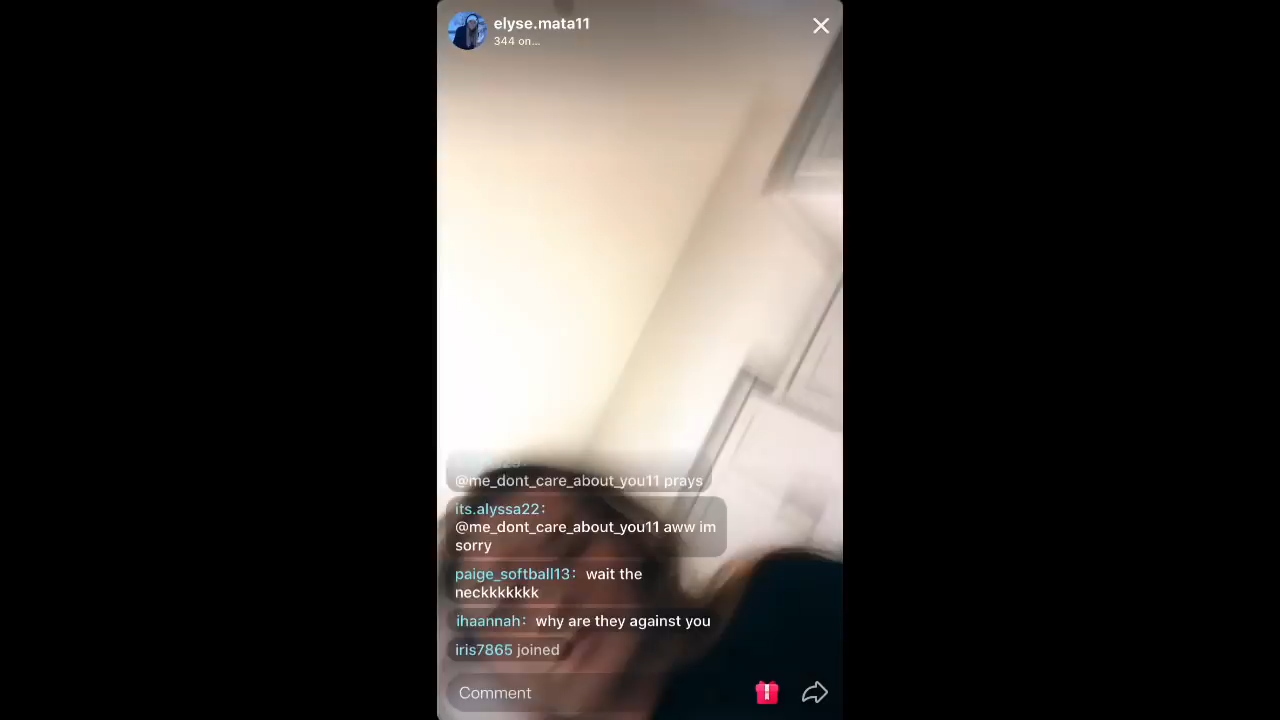 elyse.mata11
344 on...
@me_dont_care_about_you11 prays
its.alyssa22:
@me_dont_care_about_you11 aww im
sorry
paige_softball13: wait the
neckkkkkkk
ihaannah: why are they against you
iris7865 joined
Comment